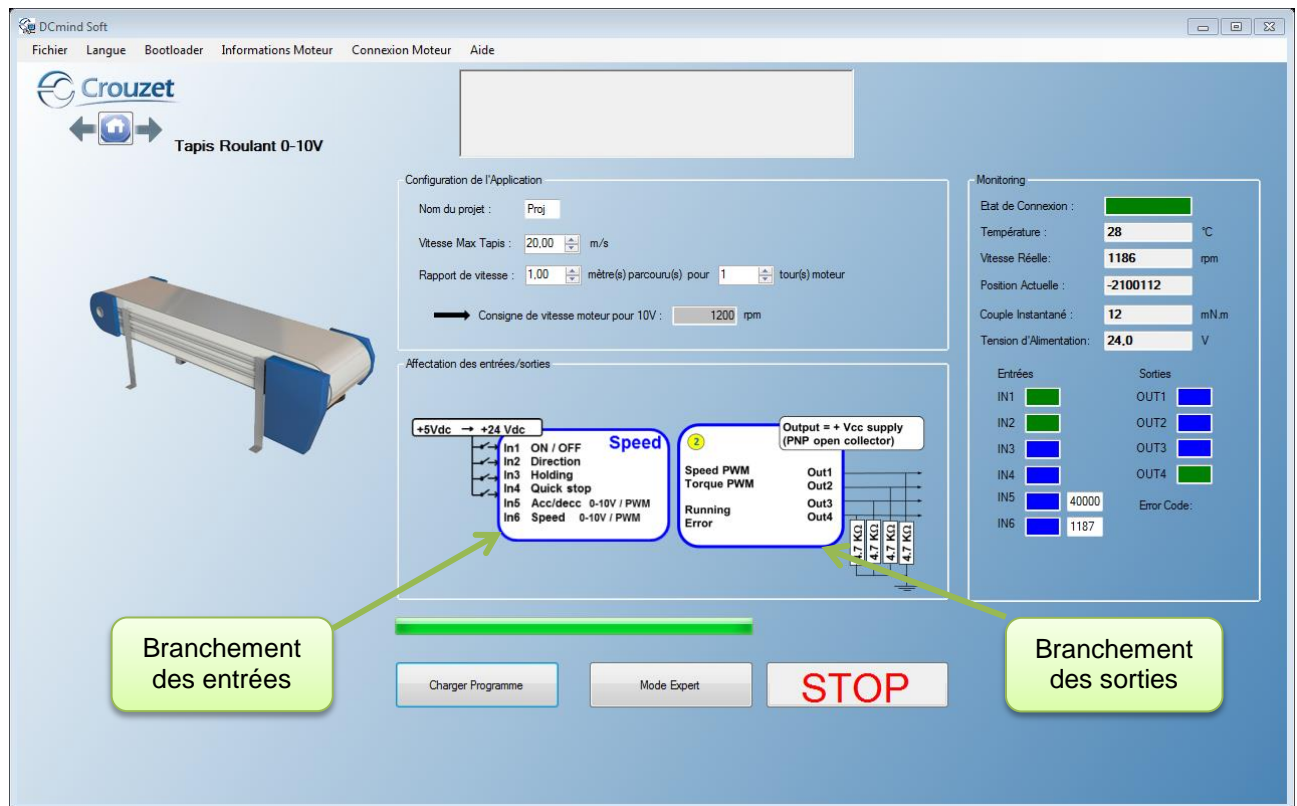 DCmind Soft
Fichier Langue Bootloader Informations Moteur Connexion Moteur Aide
Crouzet
Tapis Roulant 0-10V
Configuration de l'Application
Nom du projet : Proj
Vitesse Max Tapis : 20,00 m/s
Rapport de vitesse : 1,00 mètre(s) parcouru(s) pour 1 tour(s) moteur
Consigne de vitesse moteur pour 10V : 1200 rpm
Affectation des entrées/sorties
+5Vdc → +24 Vdc
Speed
In1 ON / OFF
In2 Direction
In3 Holding
In4 Quick stop
In5 Acc/decc 0-10V / PWM
In6 Speed 0-10V / PWM
2
Output = + Vcc supply
(PNP open collector)
Speed PWM Out1
Torque PWM Out2
Running Out3
Error Out4
4.7 KΩ
4.7 KΩ
4.7 KΩ
4.7 KΩ
Monitoring
Etat de Connexion :
Température : 28 °C
Vitesse Réelle: 1186 rpm
Position Actuelle : -2100112
Couple Instantané : 12 mN.m
Tension d'Alimentation: 24,0 V
Entrées Sorties
IN1 OUT1
IN2 OUT2
IN3 OUT3
IN4 OUT4
IN5 40000 Error Code:
IN6 1187
Branchement
des entrées
Branchement
des sorties
Charger Programme Mode Expert STOP